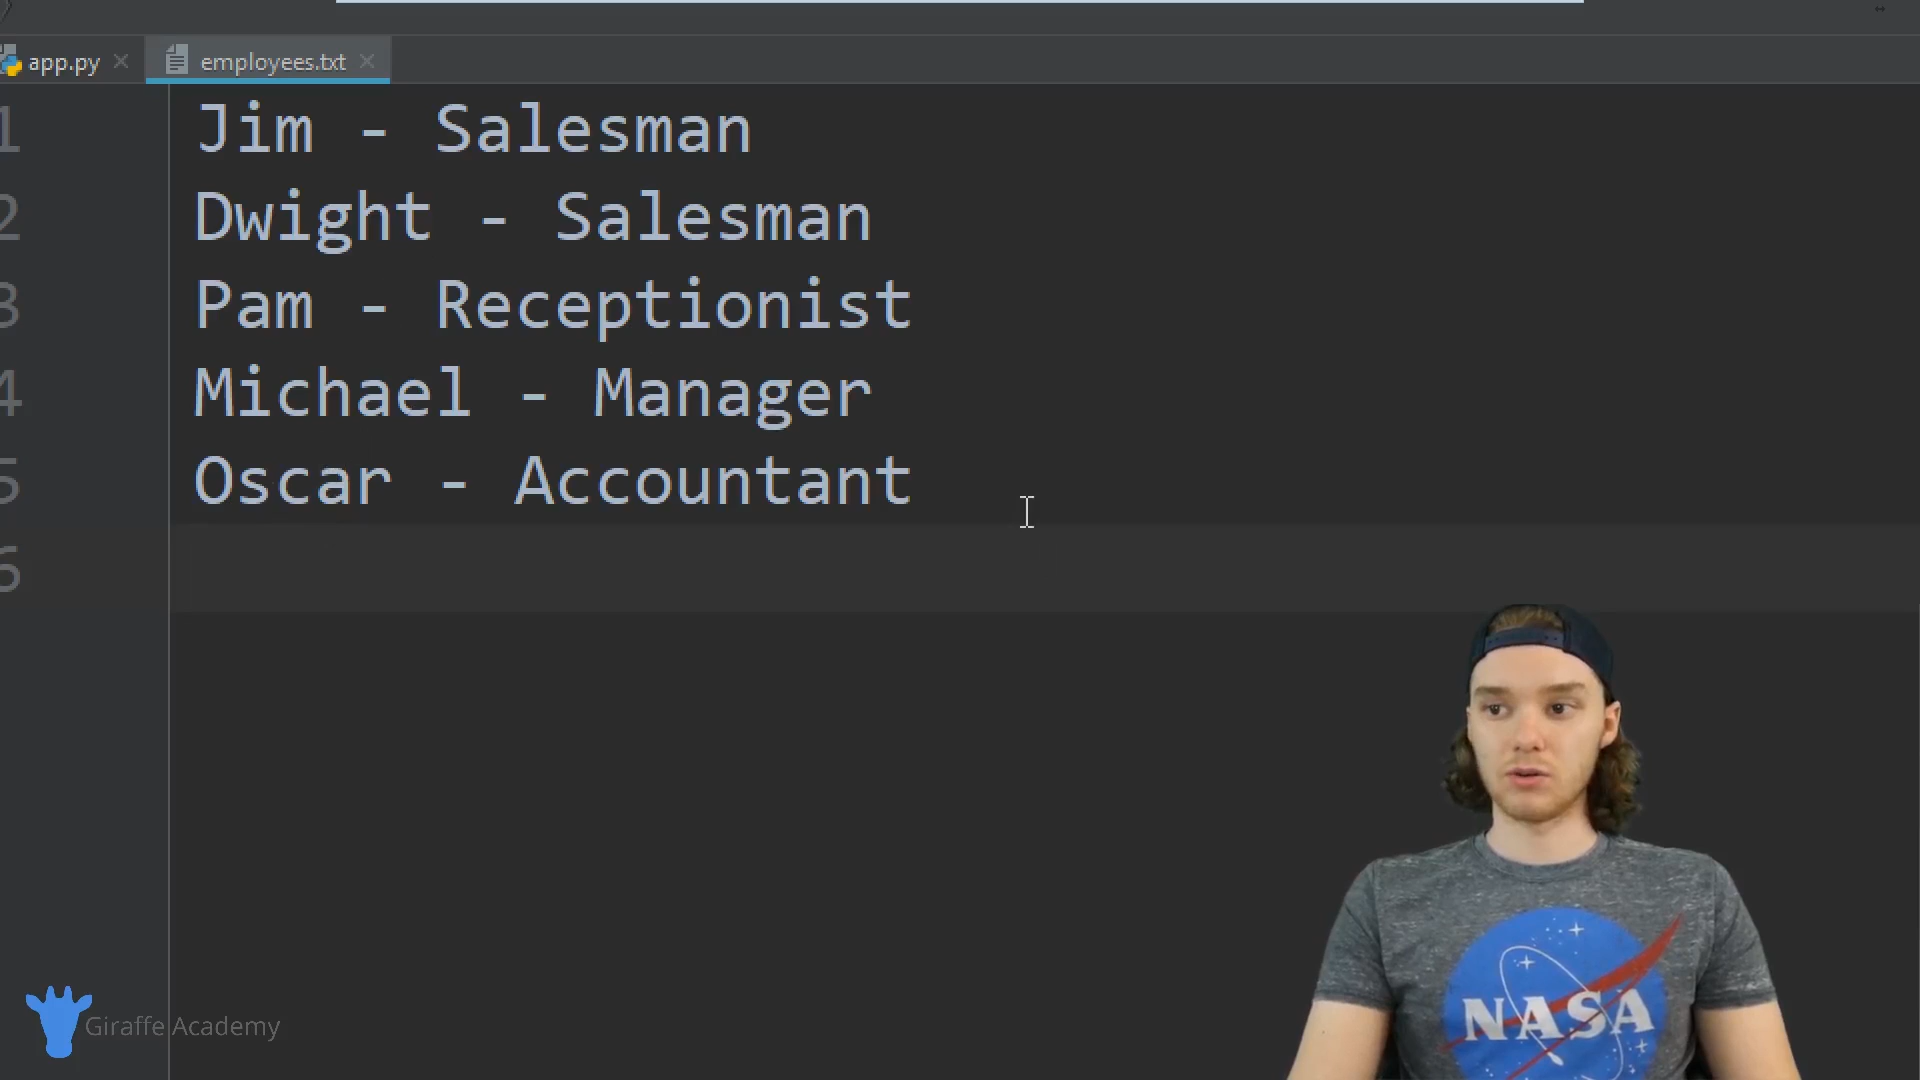 app.py
employees.txt
1 Jim - Salesman
2 Dwight - Salesman
3 Pam - Receptionist
4 Michael - Manager
5 Oscar - Accountant
6
NASA
Giraffe Academy